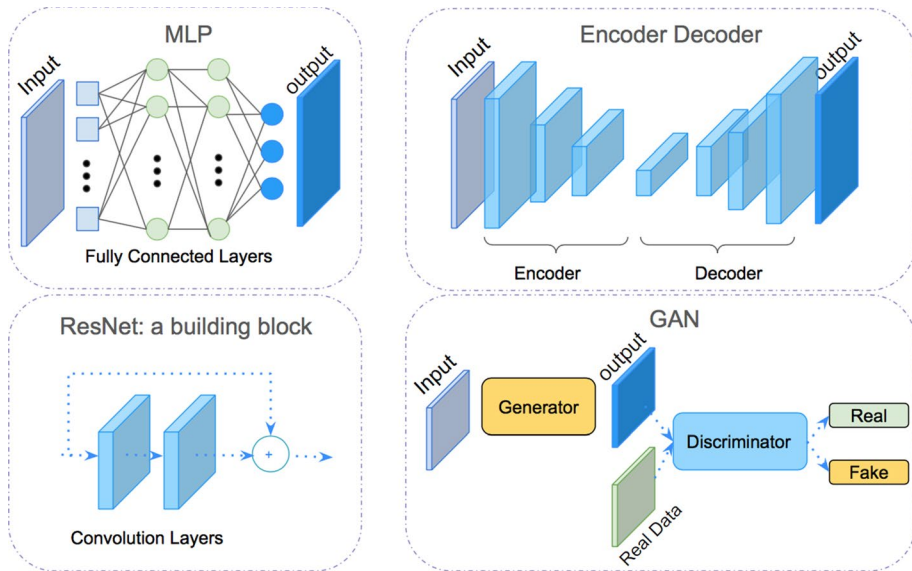 MLP
Input
output
Fully Connected Layers
Encoder Decoder
Input
output
Encoder
Decoder
ResNet: a building block
+
Convolution Layers
GAN
Input
Generator
output
Real Data
Discriminator
Real
Fake